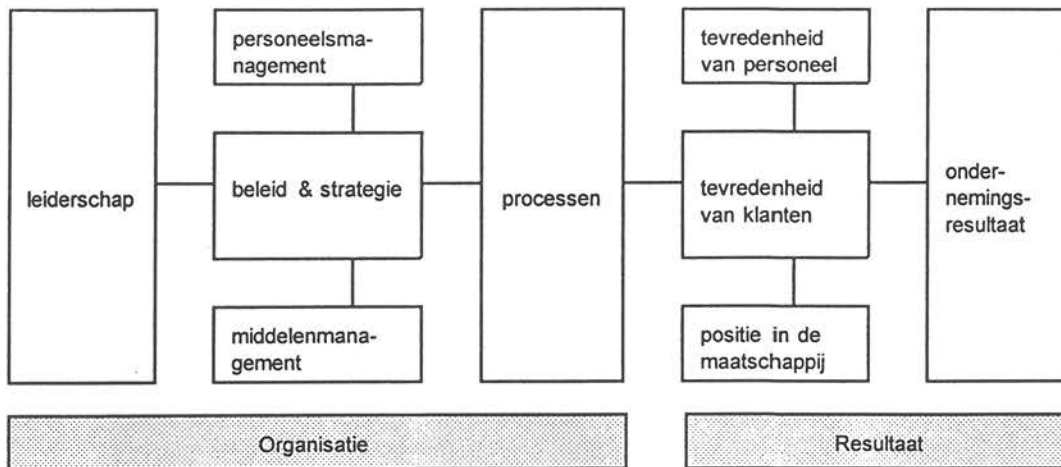 leiderschap
personeelsma-
nagement
beleid & strategie
middelenmana-
gement
processen
tevredenheid
van personeel
tevredenheid
van klanten
positie in de
maatschappij
onder-
nemings-
resultaat
Organisatie
Resultaat